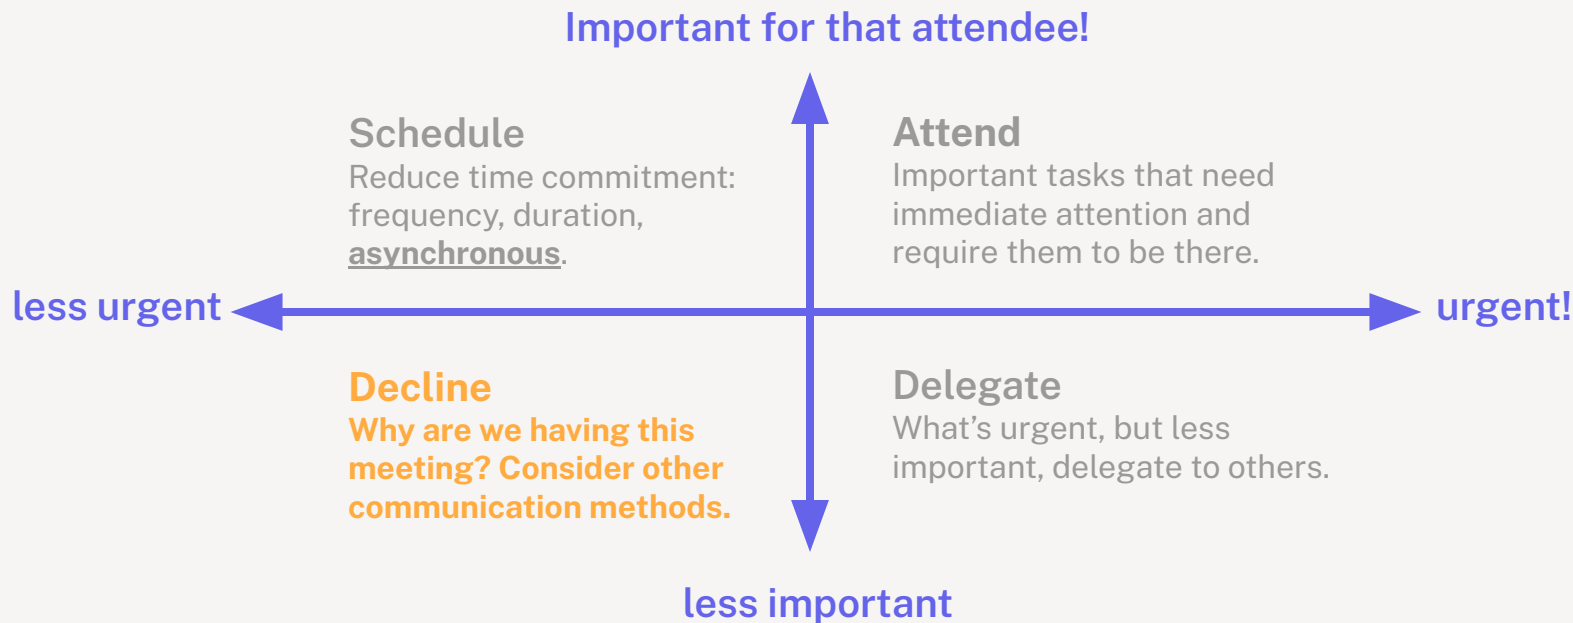 Important for that attendee!
Schedule
Reduce time commitment:
frequency, duration,
asynchronous.
Attend
Important tasks that need
immediate attention and
require them to be there.
less urgent
urgent!
Decline
Why are we having this
meeting? Consider other
communication methods.
Delegate
What’s urgent, but less
important, delegate to others.
less important